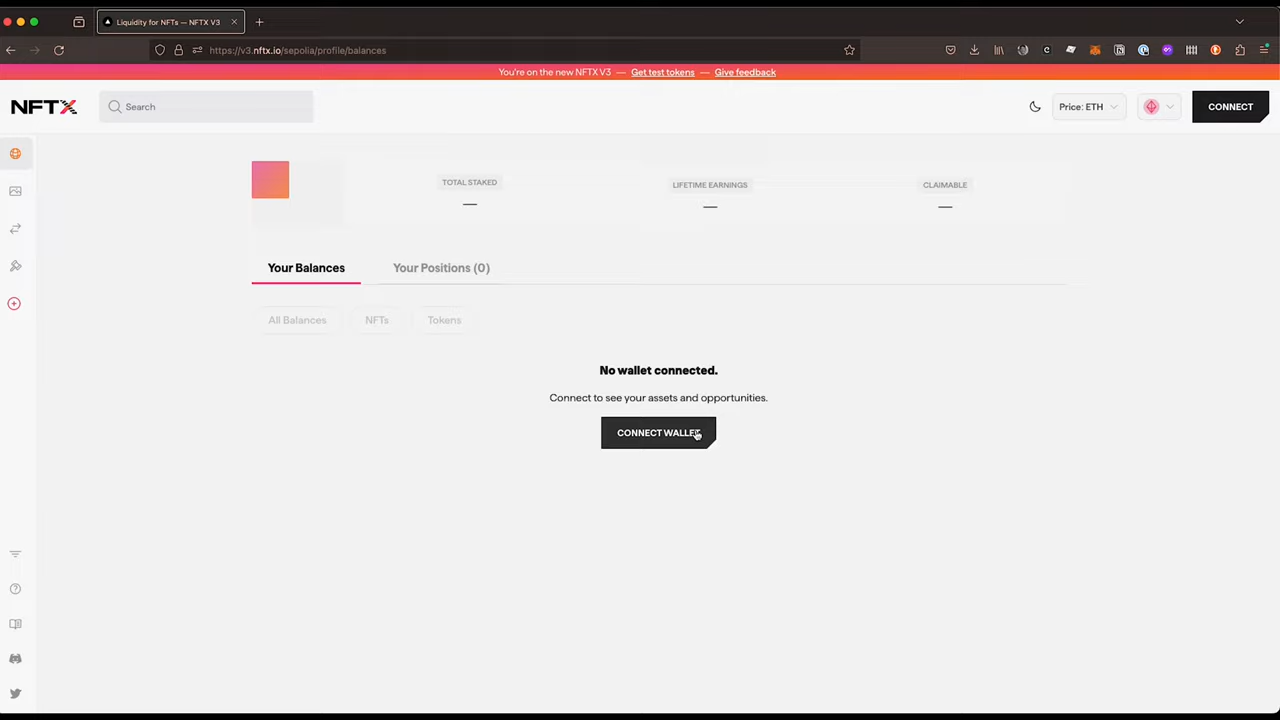 Liquidity for NFTs — NFTX V3
https://v3.nftx.io/sepolia/profile/balances
You're on the new NFTX V3 — Get test tokens — Give feedback
NFTX
Search
Price: ETH
CONNECT
TOTAL STAKED
LIFETIME EARNINGS
CLAIMABLE
—
—
—
Your Balances
Your Positions (0)
All Balances
NFTs
Tokens
No wallet connected.
Connect to see your assets and opportunities.
CONNECT WALLET